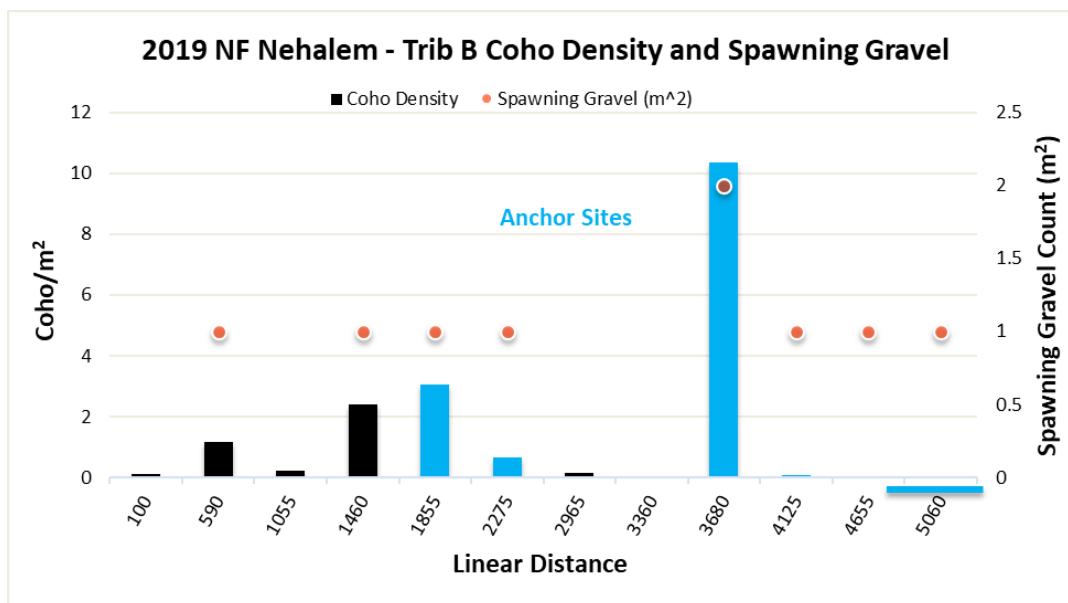 2019 NF Nehalem - Trib B Coho Density and Spawning Gravel
Coho Density Spawning Gravel (m^2)
12
10
8
6
4
2
0
Coho/m²
Anchor Sites
2.5
2
1.5
1
0.5
0
Spawning Gravel Count (m²)
100 590 1055 1460 1855 2275 2965 3360 3680 4125 4655 5060
Linear Distance